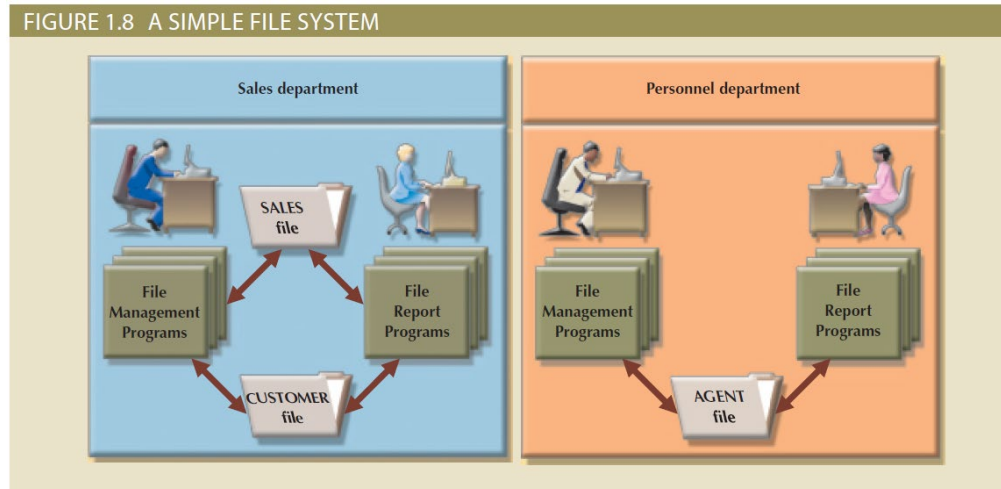 FIGURE 1.8 A SIMPLE FILE SYSTEM
Sales department
SALES
file
File
Management
Programs
File
Report
Programs
CUSTOMER
file
Personnel department
File
Management
Programs
File
Report
Programs
AGENT
file